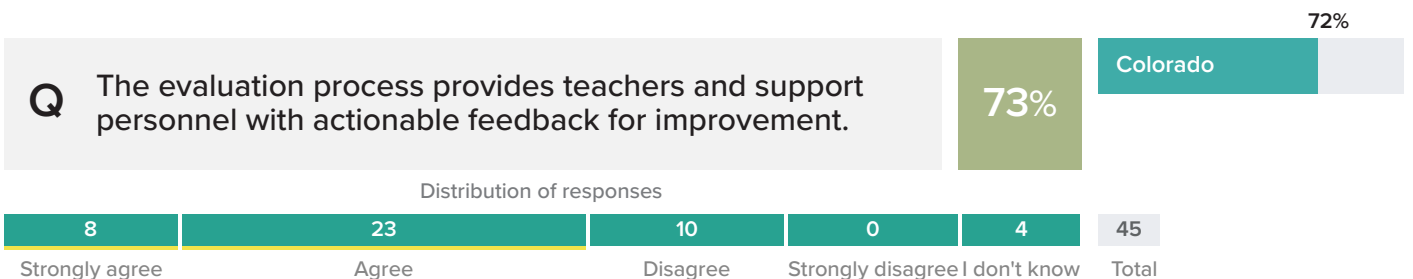 72%
Q
The evaluation process provides teachers and support
personnel with actionable feedback for improvement.
73%
Colorado
Distribution of responses
8 23 10 0 4 45
Strongly agree Agree Disagree Strongly disagree I don't know Total